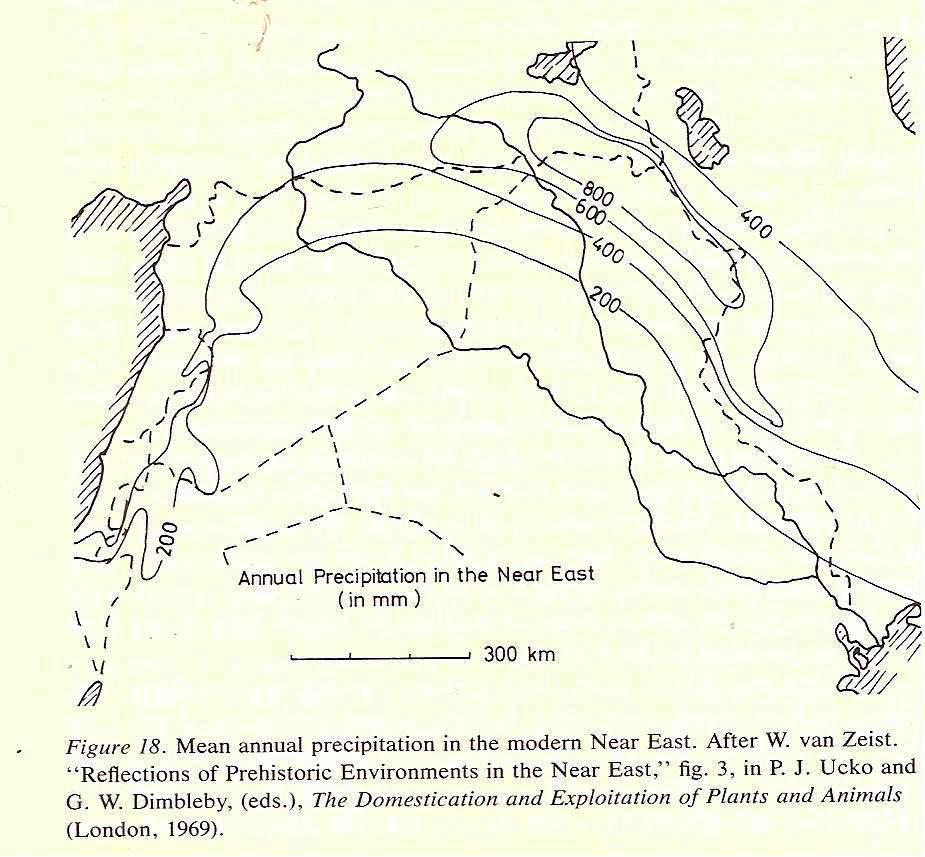 800
600
400
400
200
200
Annual Precipitation in the Near East
(in mm)
300 km
Figure 18. Mean annual precipitation in the modern Near East. After W. van Zeist.
“Reflections of Prehistoric Environments in the Near East,” fig. 3, in P. J. Ucko and
G. W. Dimbleby, (eds.), The Domestication and Exploitation of Plants and Animals
(London, 1969).